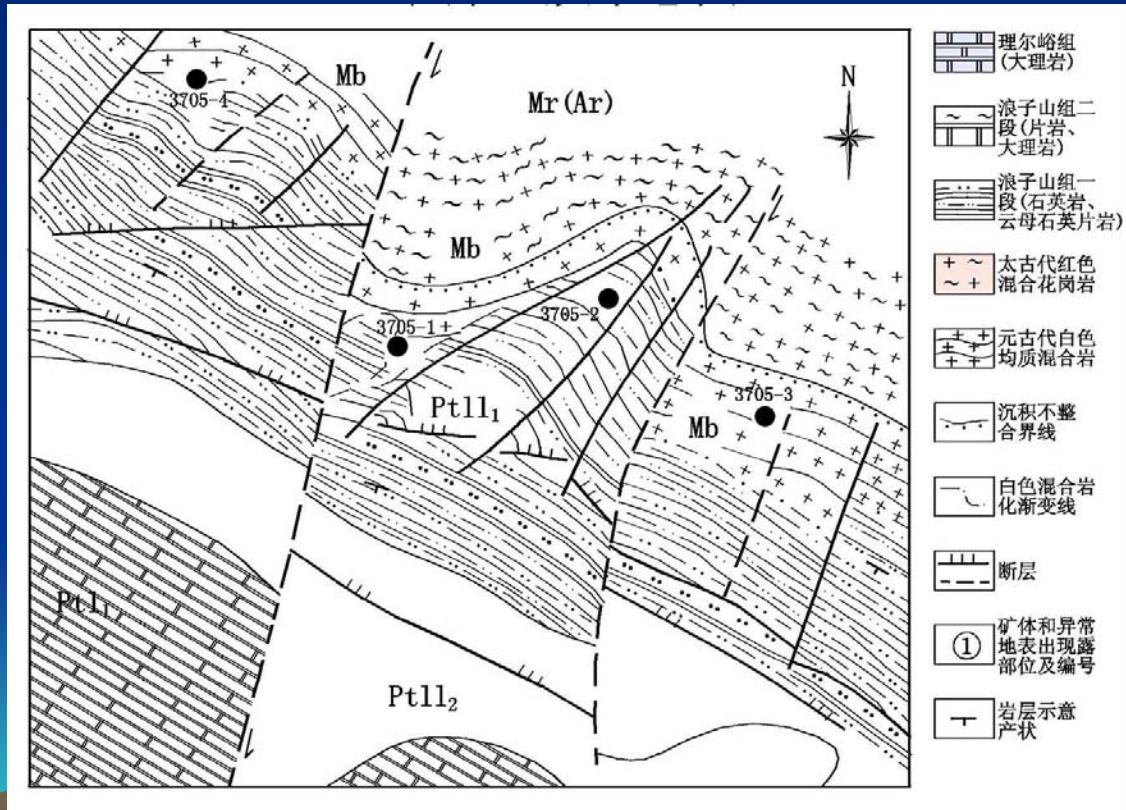 Mb
Mr(Ar)
N
3705-4
Mb
3705-2
3705-1
Ptll₁
3705-3
Mb
Ptl₁
Ptll₂
理尔峪组
(大理岩)
浪子山组二
段(片岩、
大理岩)
浪子山组一
段(石英岩、
云母石英片岩)
太古代红色
混合花岗岩
元古代白色
均质混合岩
沉积不整
合界线
白色混合岩
化渐变线
断层
①
矿体和异常
地表出现露
部位及编号
岩层示意
产状